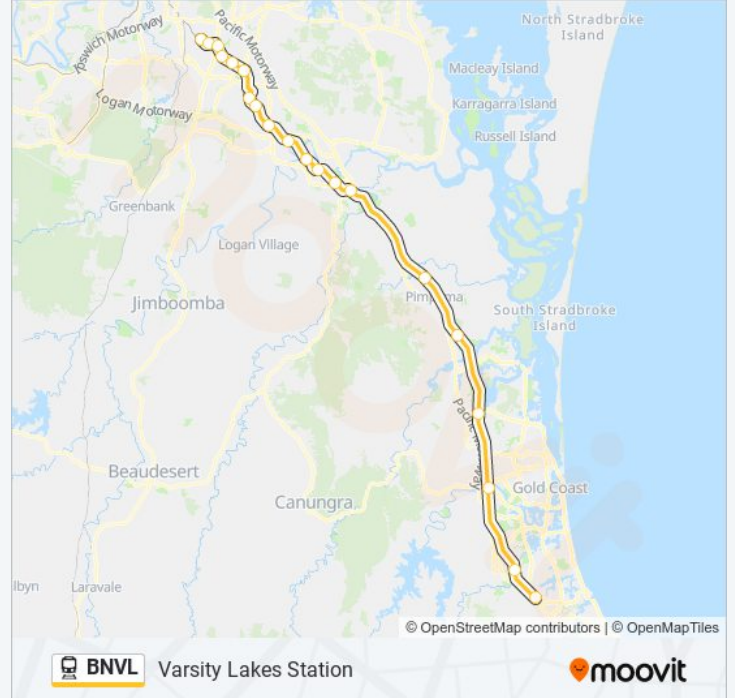 Pacific Motorway
North Stradbroke
Island
Ipswich Motorway
Macleay Island
Logan Motorway
Karragarra Island
Russell Island
Greenbank
Logan Village
Jimboomba
South Stradbroke
Island
Beaudesert
Gold Coast
Canungra
lbyn
Laravale
© OpenStreetMap contributors | © OpenMapTiles
BNVL
Varsity Lakes Station
moovit